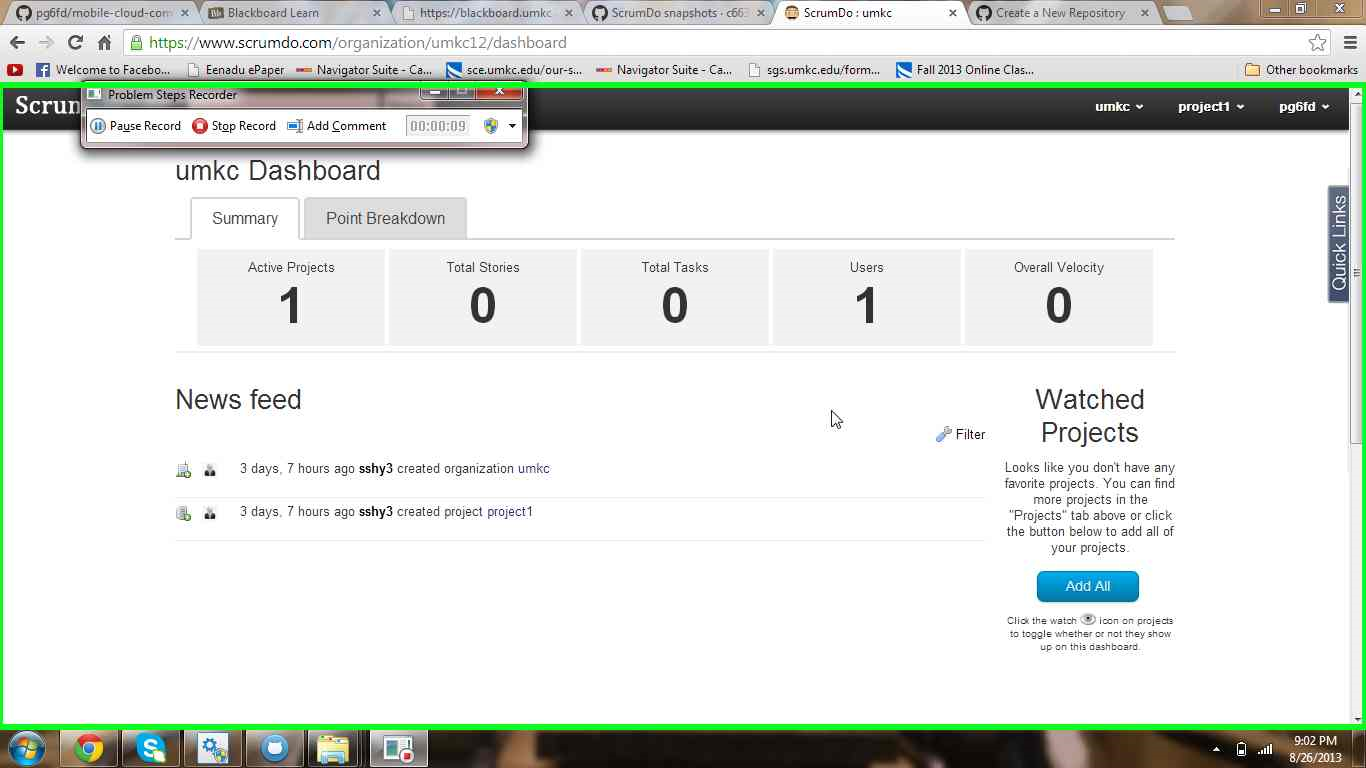 pg6fd/mobile-cloud-com
Blackboard Learn
https://blackboard.umkc
ScrumDo snapshots · c663
ScrumDo : umkc
Create a New Repository
https://www.scrumdo.com/organization/umkc12/dashboard
Welcome to Facebo...
Eenadu ePaper
Navigator Suite - Ca...
sce.umkc.edu/our-s...
Navigator Suite - Ca...
sgs.umkc.edu/form...
Fall 2013 Online Clas...
Other bookmarks
Problem Steps Recorder
Scrum
umkc
project1
pg6fd
Pause Record
Stop Record
Add Comment
00:00:09
umkc Dashboard
Summary
Point Breakdown
Quick Links
Active Projects
1
Total Stories
0
Total Tasks
0
Users
1
Overall Velocity
0
News feed
Filter
3 days, 7 hours ago sshy3 created organization umkc
3 days, 7 hours ago sshy3 created project project1
Watched
Projects
Looks like you don't have any
favorite projects. You can find
more projects in the
"Projects" tab above or click
the button below to add all of
your projects.
Add All
Click the watch icon on projects
to toggle whether or not they show
up on this dashboard.
9:02 PM
8/26/2013